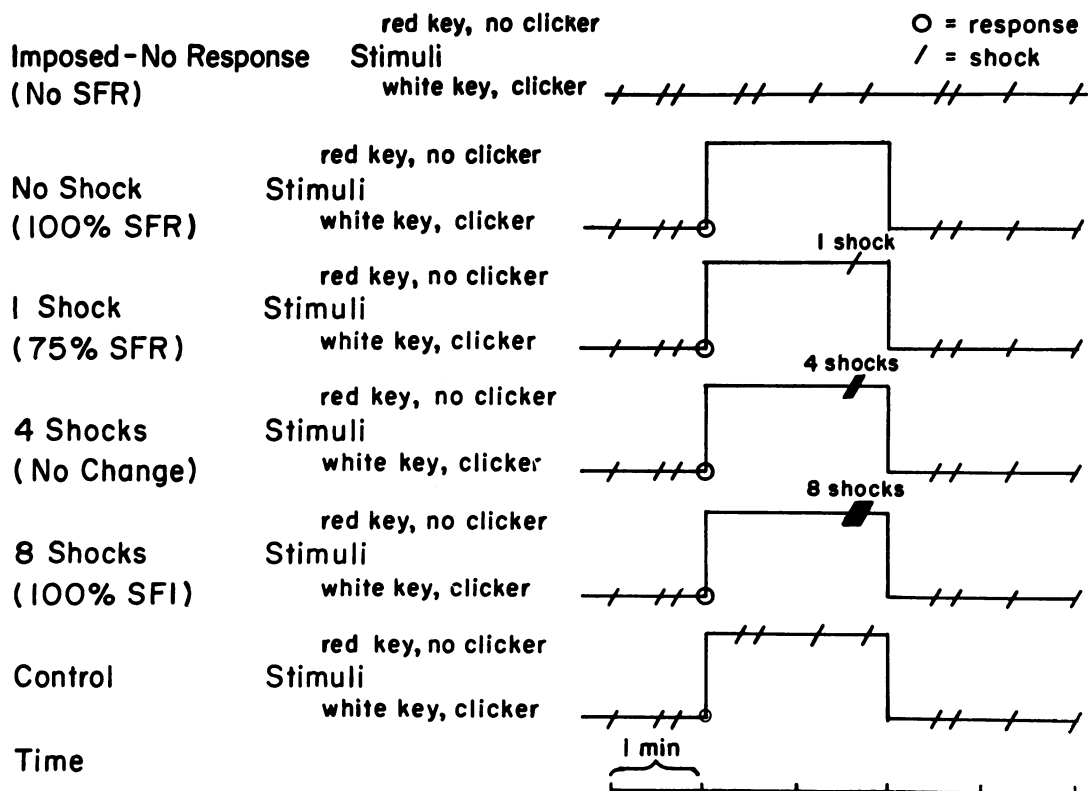 red key, no clicker
O = response
Imposed-No Response Stimuli
/ = shock
(No SFR)
white key, clicker
red key, no clicker
No Shock Stimuli
(100% SFR)
white key, clicker
1 shock
red key, no clicker
1 Shock Stimuli
(75% SFR)
white key, clicker
4 shocks
red key, no clicker
4 Shocks Stimuli
(No Change)
white key, clicker
8 shocks
red key, no clicker
8 Shocks Stimuli
(100% SFI)
white key, clicker
red key, no clicker
Control Stimuli
white key, clicker
1 min
Time